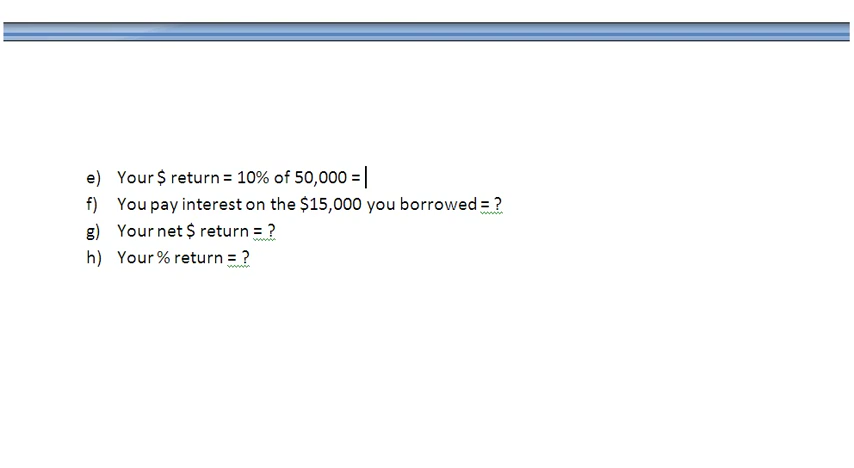 e) Your $ return = 10% of 50,000 =
f) You pay interest on the $15,000 you borrowed = ?
g) Your net $ return = ?
h) Your % return = ?